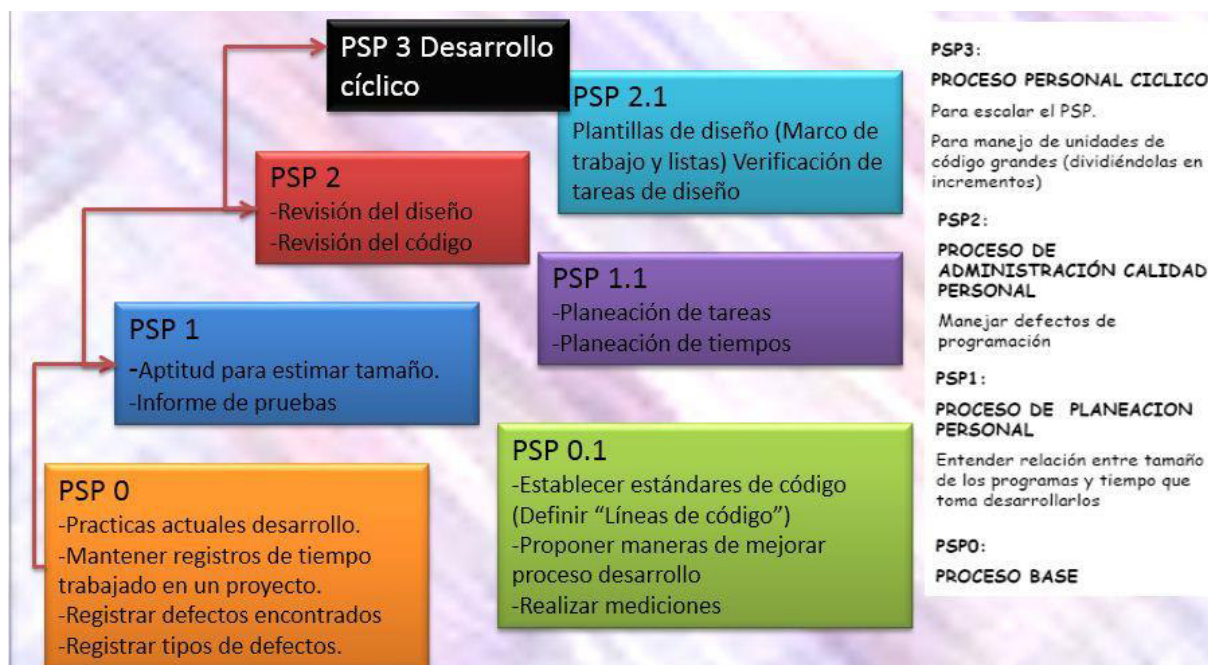 PSP 3 Desarrollo
cíclico
PSP 2.1
Plantillas de diseño (Marco de
trabajo y listas) Verificación de
tareas de diseño
PSP 2
-Revisión del diseño
-Revisión del código
PSP 1.1
-Planeación de tareas
-Planeación de tiempos
PSP 1
-Aptitud para estimar tamaño.
-Informe de pruebas
PSP 0.1
-Establecer estándares de código
(Definir “Líneas de código”)
-Proponer maneras de mejorar
proceso desarrollo
-Realizar mediciones
PSP 0
-Practicas actuales desarrollo.
-Mantener registros de tiempo
trabajado en un proyecto.
-Registrar defectos encontrados
-Registrar tipos de defectos.
PSP3:
PROCESO PERSONAL CICLICO
Para escalar el PSP.
Para manejo de unidades de
código grandes (dividiéndolas en
incrementos)
PSP2:
PROCESO DE
ADMINISTRACIÓN CALIDAD
PERSONAL
Manejar defectos de
programación
PSP1:
PROCESO DE PLANEACION
PERSONAL
Entender relación entre tamaño
de los programas y tiempo que
toma desarrollarlos
PSP0:
PROCESO BASE